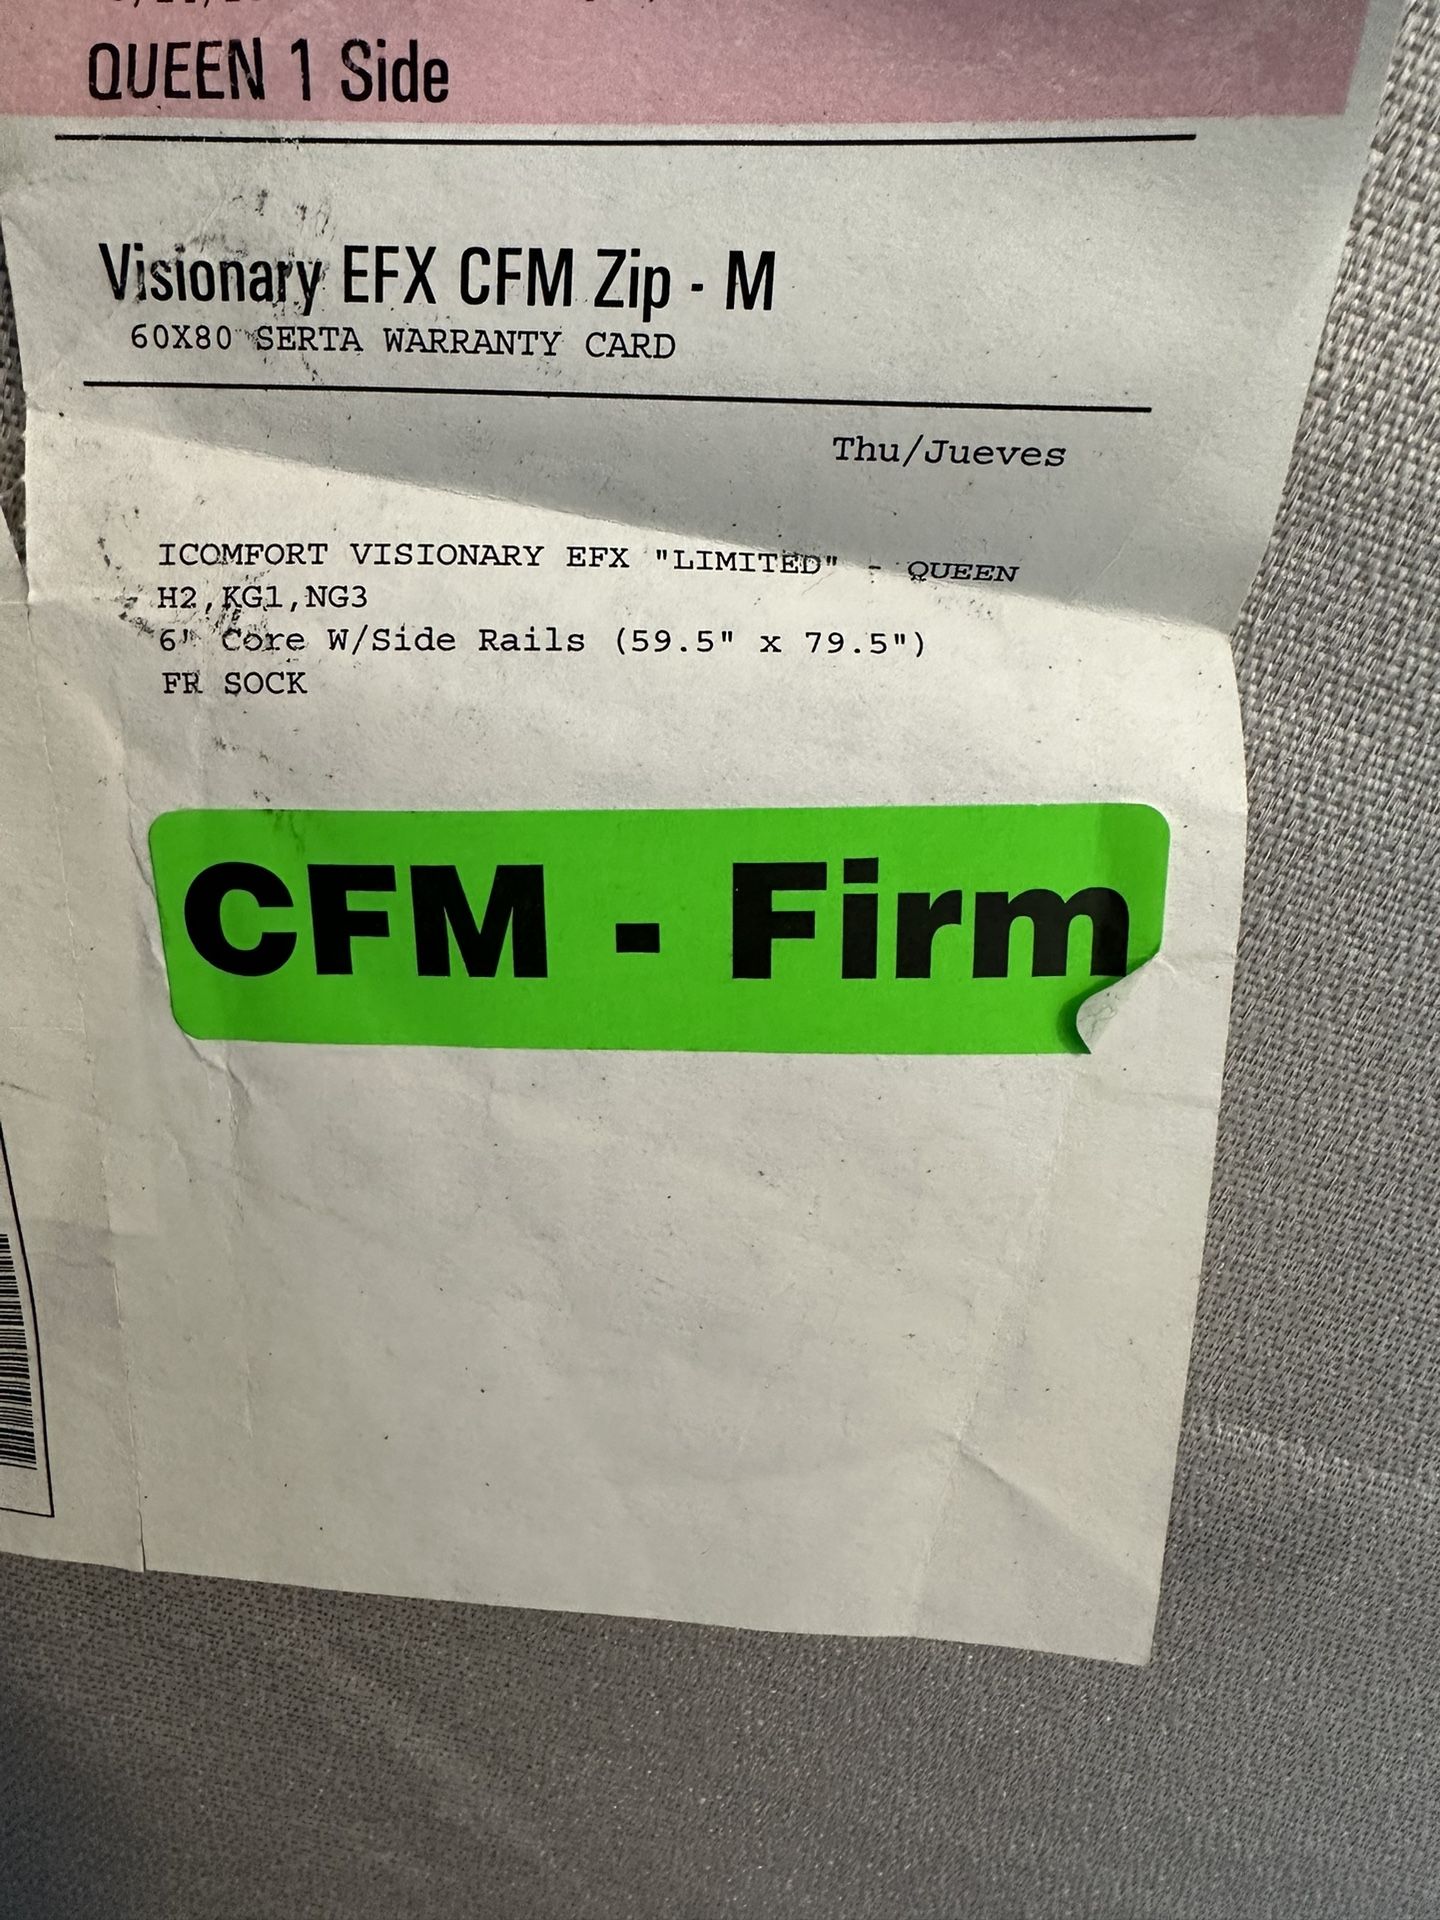 QUEEN 1 Side
Visionary EFX CFM Zip - M
60X80 SERTA WARRANTY CARD
Thu/Jueves
ICOMFORT VISIONARY EFX "LIMITED" - QUEEN
H2,KG1,NG3
6" Core W/Side Rails (59.5" x 79.5")
FR SOCK
CFM - Firm